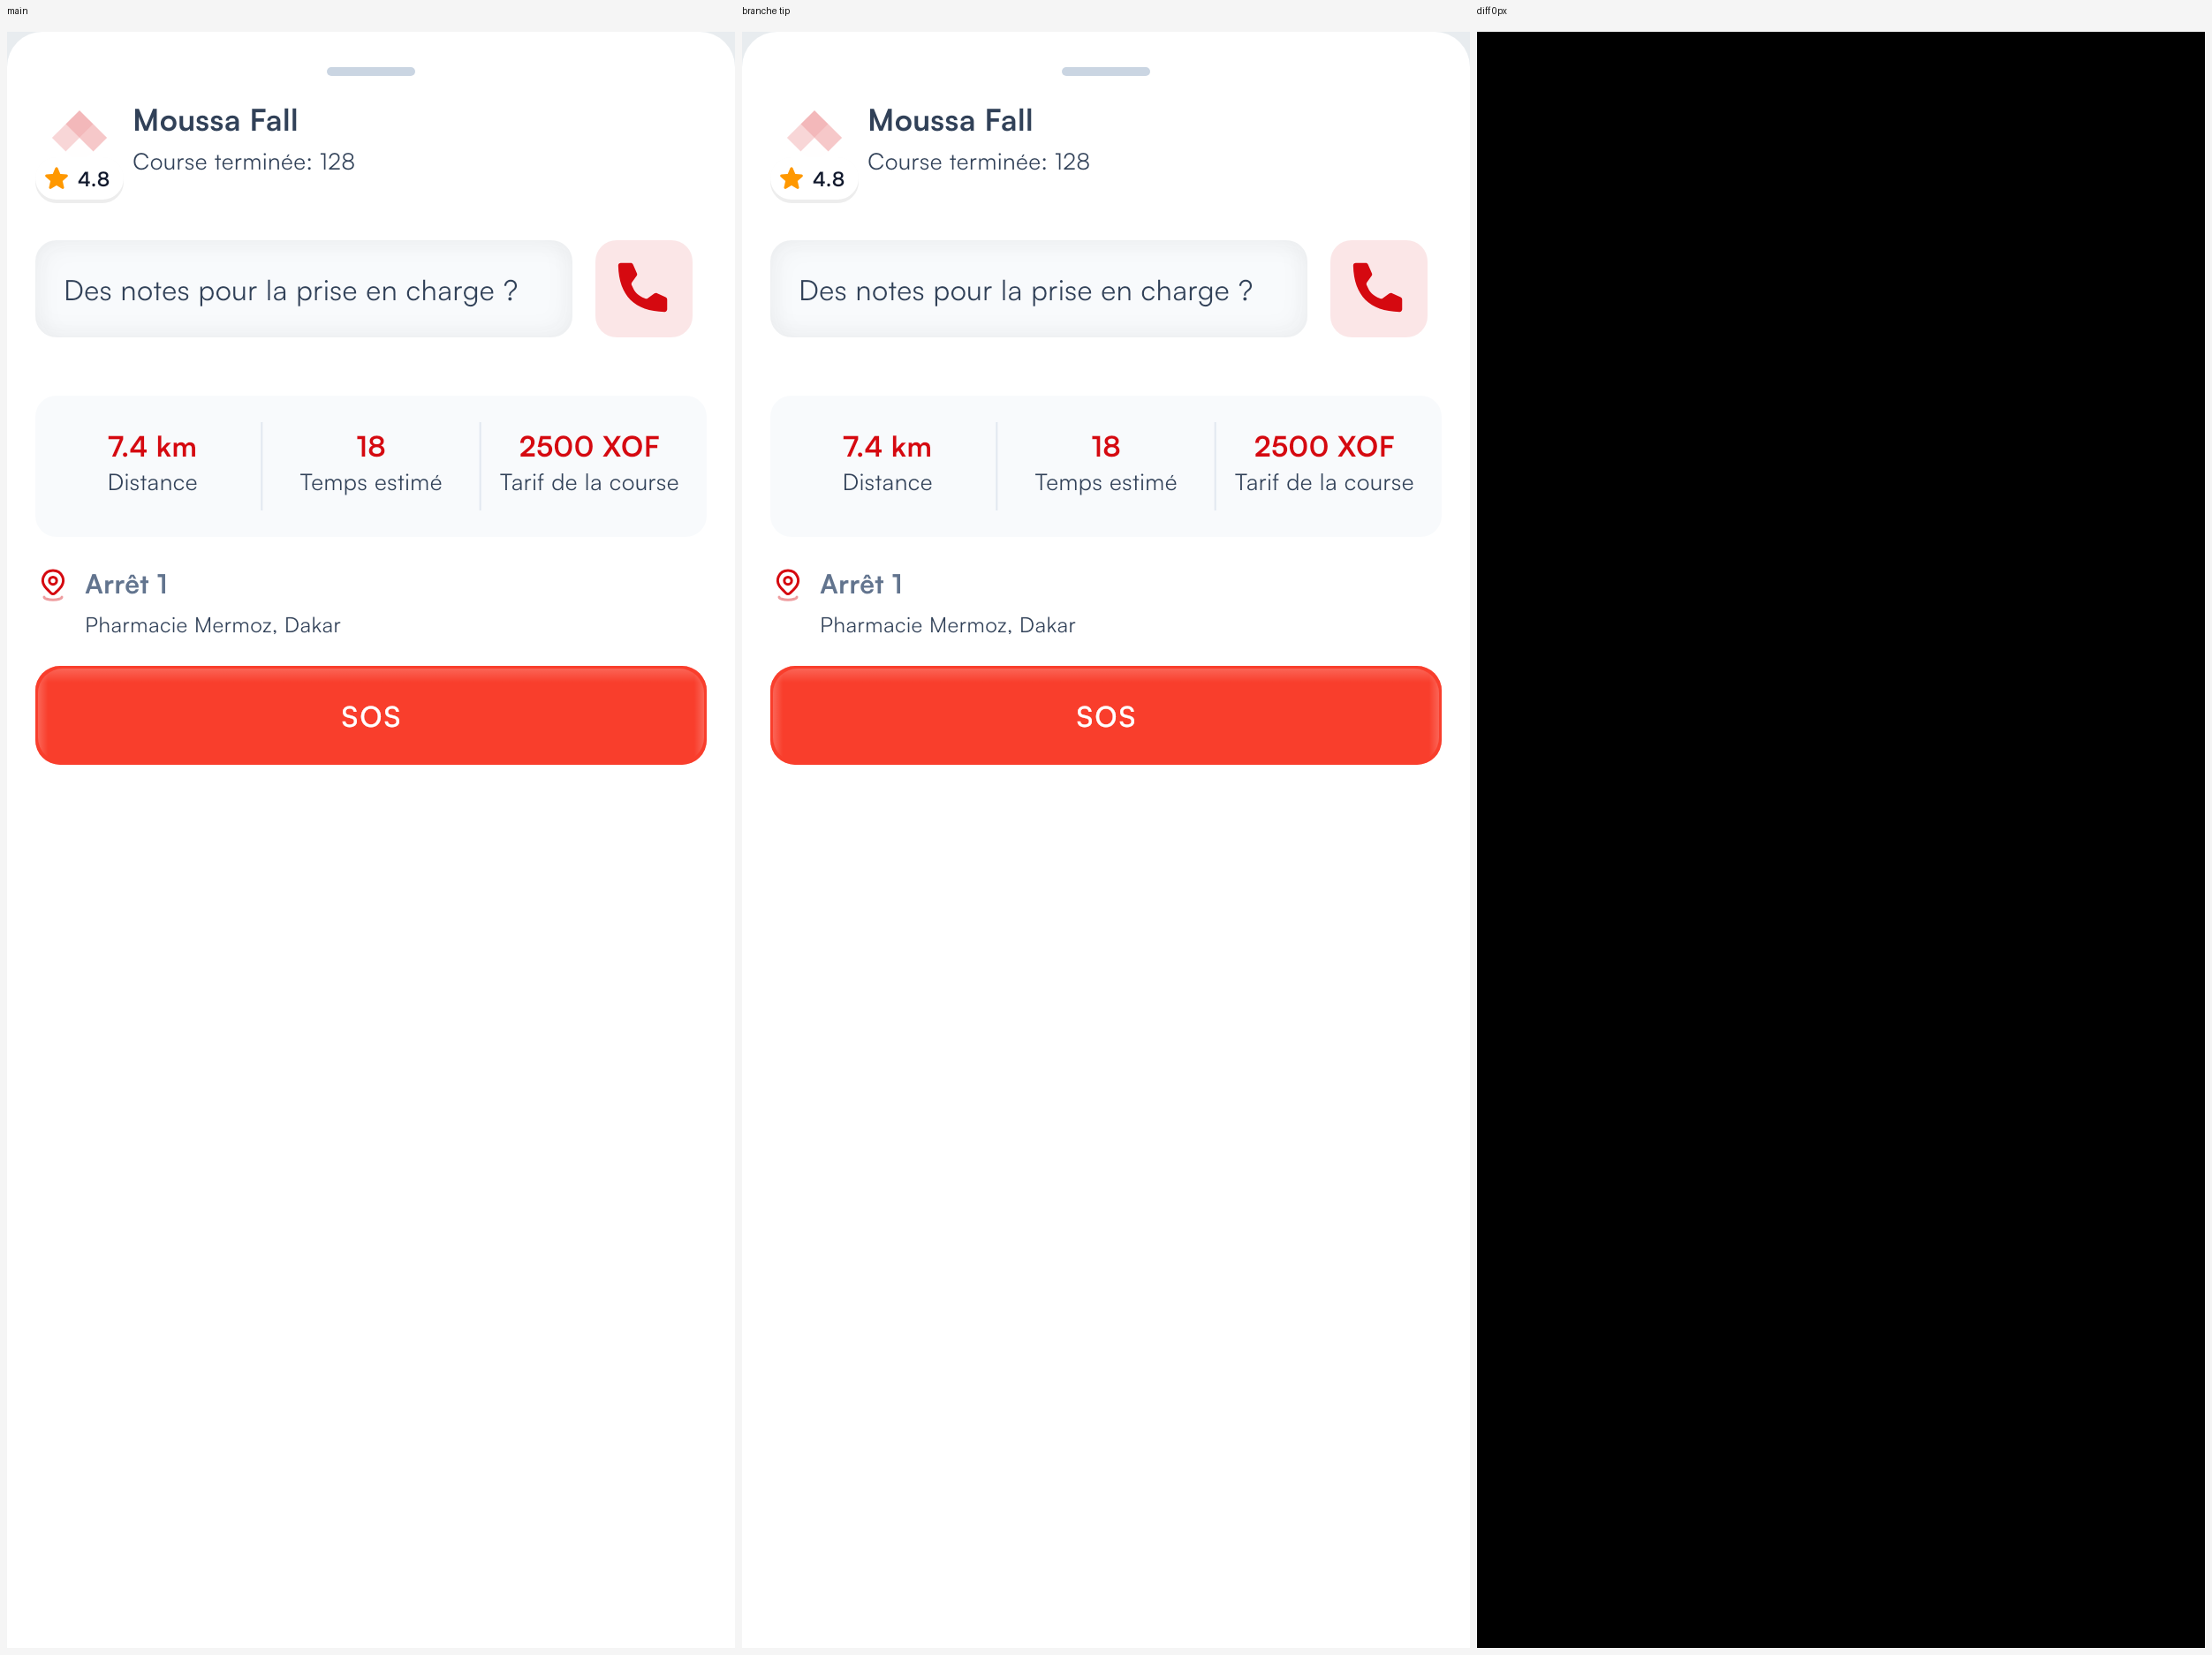 main
branche tip
diff 0px
Moussa Fall
Course terminée: 128
4.8
Des notes pour la prise en charge ?
7.4 km
18
2500 XOF
Distance
Temps estimé
Tarif de la course
Arrêt 1
Pharmacie Mermoz, Dakar
SOS
Moussa Fall
Course terminée: 128
4.8
Des notes pour la prise en charge ?
7.4 km
18
2500 XOF
Distance
Temps estimé
Tarif de la course
Arrêt 1
Pharmacie Mermoz, Dakar
SOS